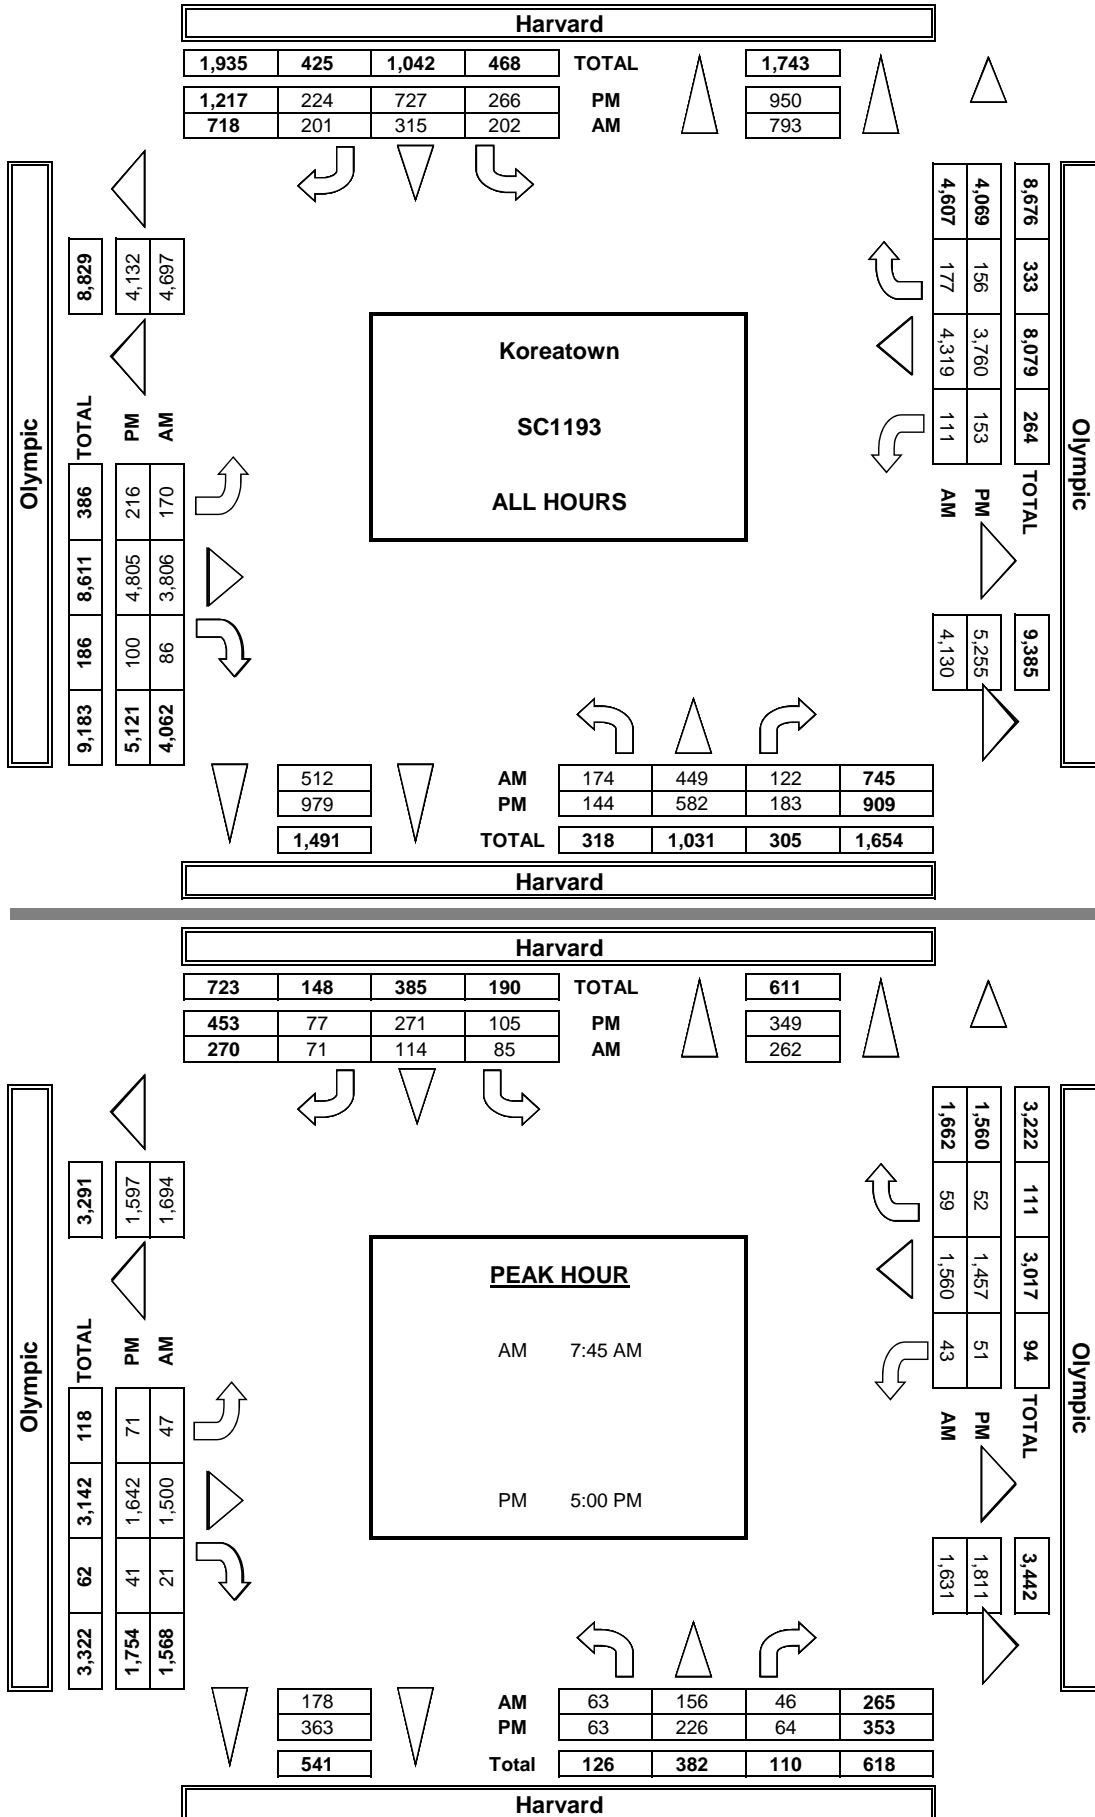 Harvard
1,935 425 1,042 468 TOTAL 1,743
1,217 224 727 266 PM 950
718 201 315 202 AM 793
Olympic
8,829
4,132
4,697
TOTAL 386 8,611 186 9,183
PM 216 4,805 100 5,121
AM 170 3,806 86 4,062
Koreatown
SC1193
ALL HOURS
8,676 333 8,079 264 TOTAL 9,385
4,069 156 3,760 153 PM 5,255
4,607 177 4,319 111 AM 4,130
Olympic
512 AM 174 449 122 745
979 PM 144 582 183 909
1,491 TOTAL 318 1,031 305 1,654
Harvard
Harvard
723 148 385 190 TOTAL 611
453 77 271 105 PM 349
270 71 114 85 AM 262
Olympic
3,291
1,597
1,694
TOTAL 118 3,142 62 3,322
PM 71 1,642 41 1,754
AM 47 1,500 21 1,568
PEAK HOUR
AM 7:45 AM
PM 5:00 PM
3,222 111 3,017 94 TOTAL 3,442
1,560 52 1,457 51 PM 1,811
1,662 59 1,560 43 AM 1,631
Olympic
178 AM 63 156 46 265
363 PM 63 226 64 353
541 Total 126 382 110 618
Harvard